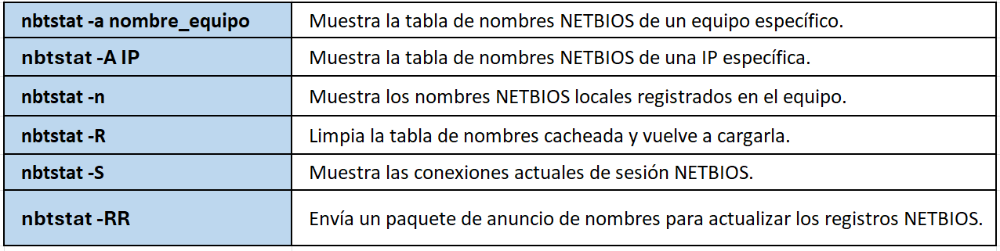 nbtstat -a nombre_equipo Muestra la tabla de nombres NETBIOS de un equipo específico.
nbtstat -A IP Muestra la tabla de nombres NETBIOS de una IP específica.
nbtstat -n Muestra los nombres NETBIOS locales registrados en el equipo.
nbtstat -R Limpia la tabla de nombres cacheada y vuelve a cargarla.
nbtstat -S Muestra las conexiones actuales de sesión NETBIOS.
nbtstat -RR Envía un paquete de anuncio de nombres para actualizar los registros NETBIOS.